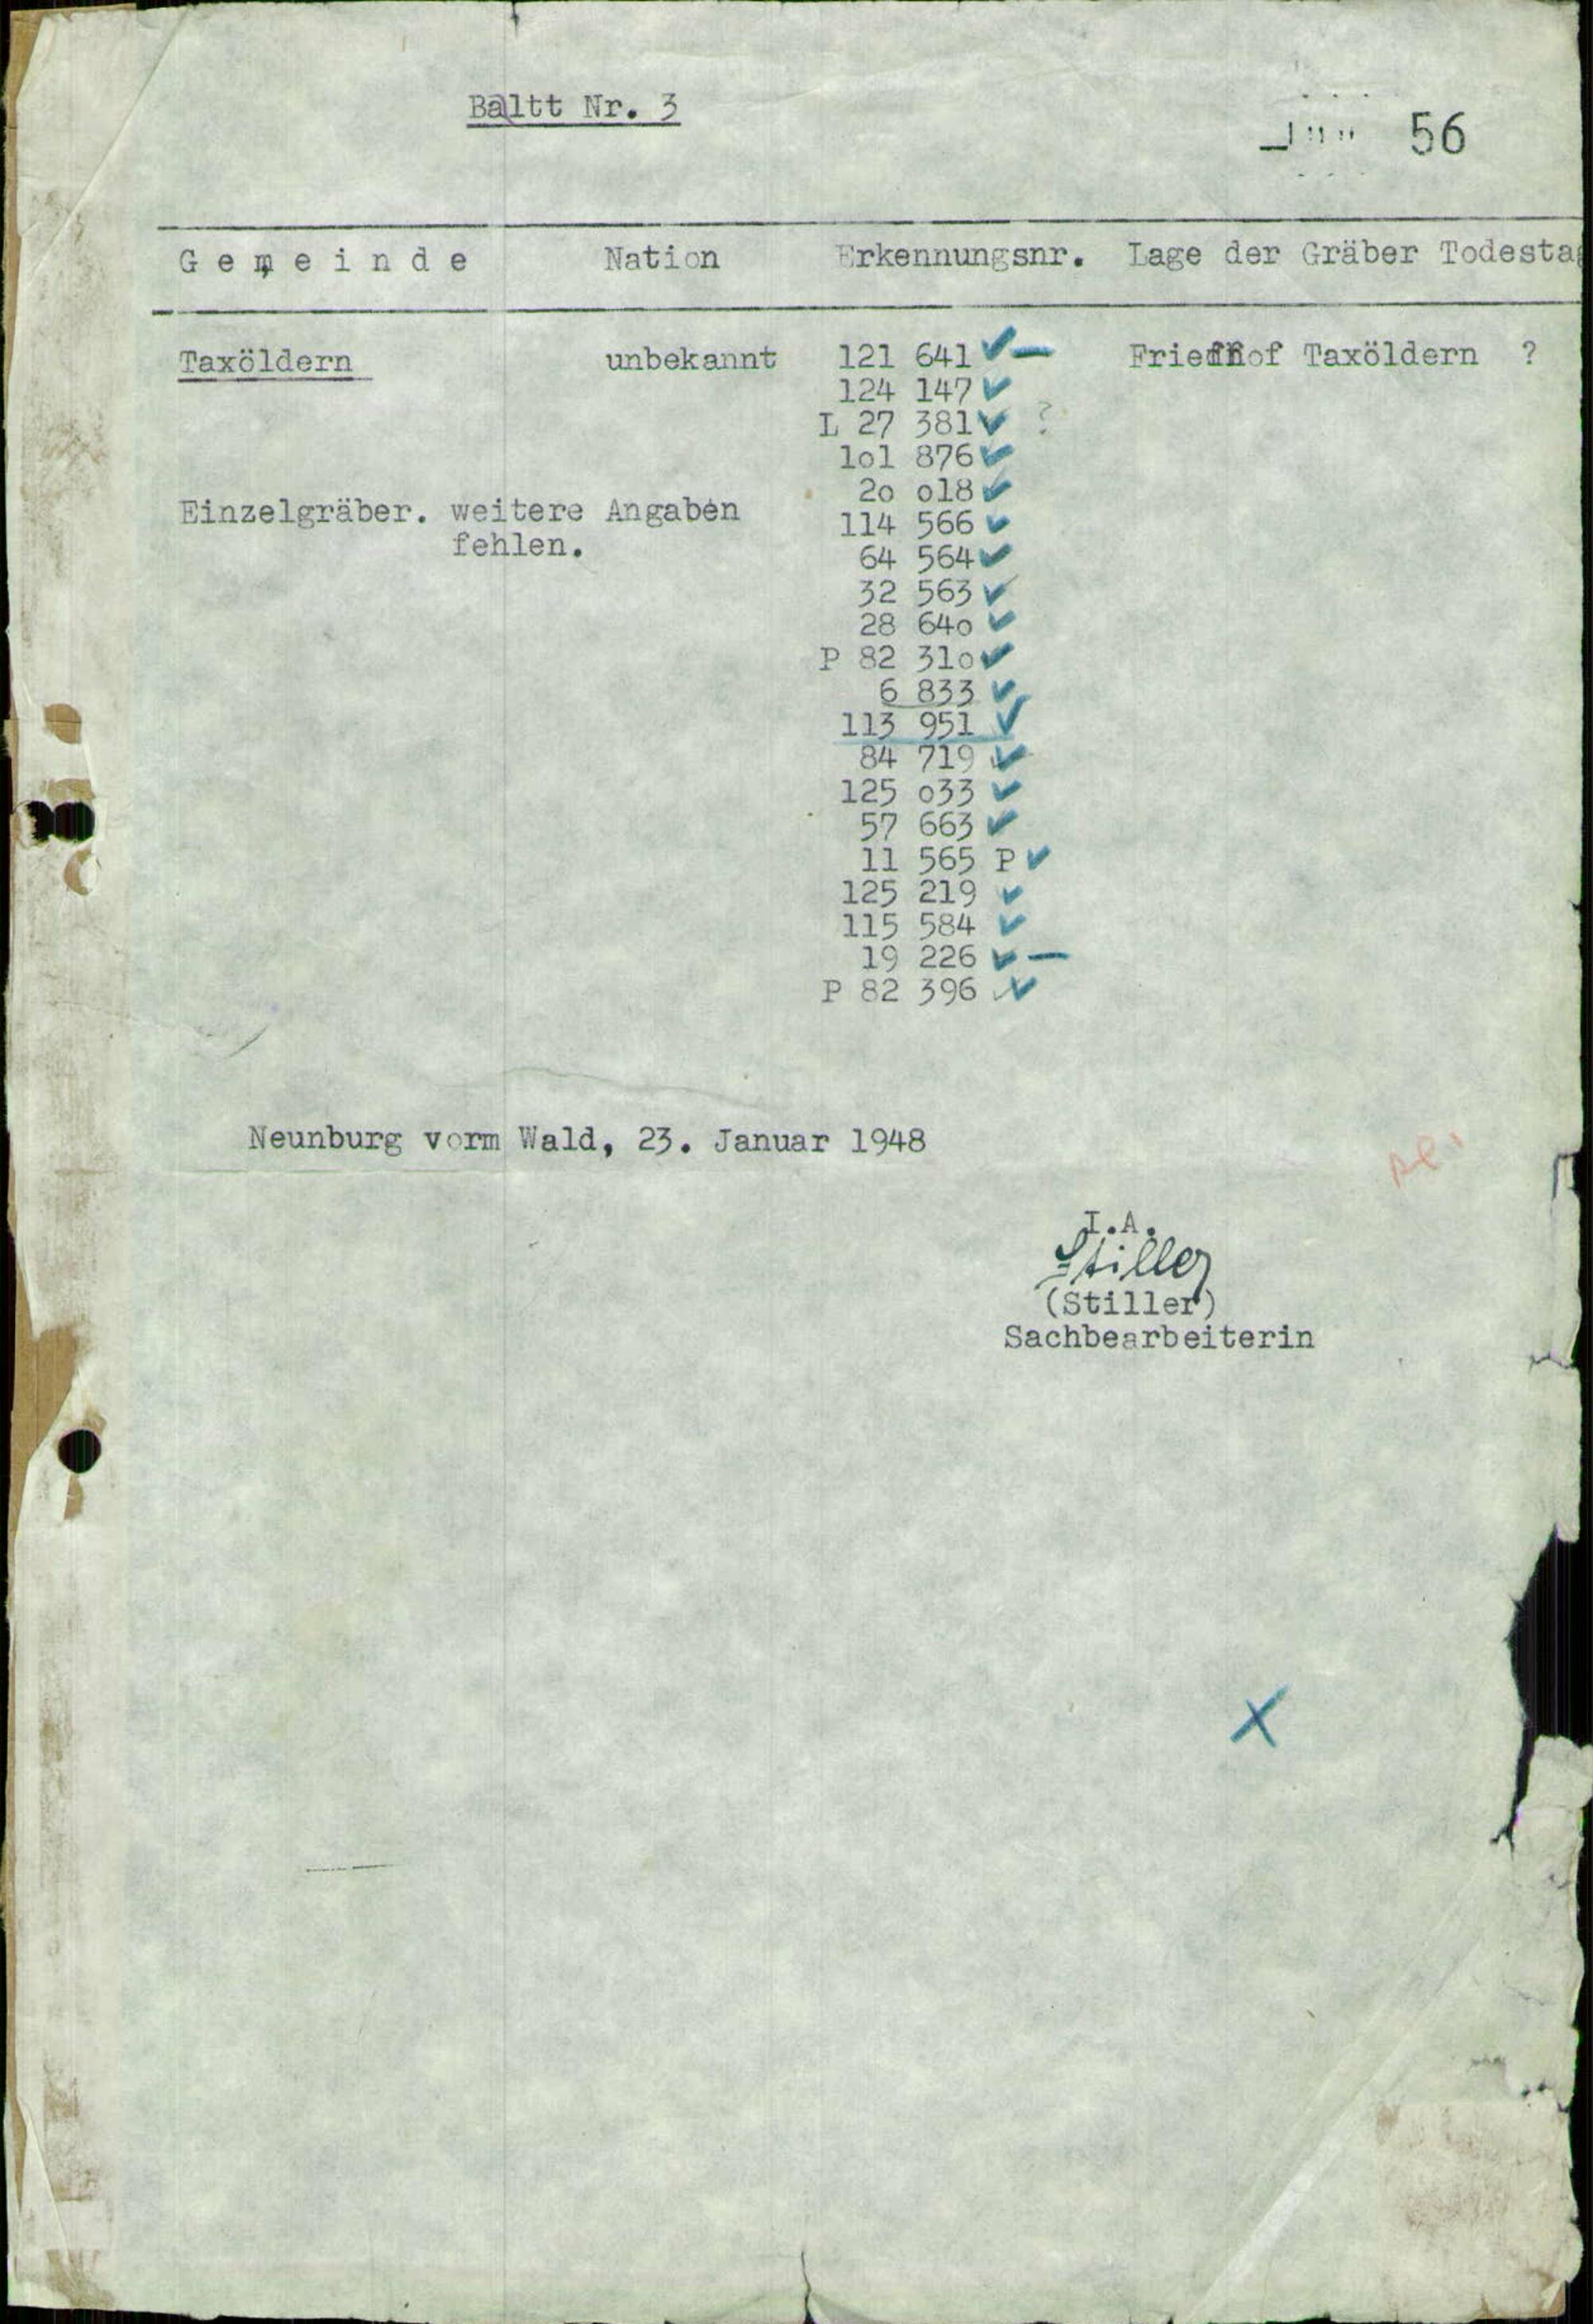 Baltt Nr. 3
56
Gemeinde Nation Erkennungsnr. Lage der Gräber Todestag
Taxöldern unbekannt 121 641 ✓— Friedhof Taxöldern ?
124 147 ✓
L 27 381 ✓ ?
lol 876 ✓
2o o18 ✓
Einzelgräber. weitere Angaben
114 566 ✓
fehlen.
64 564 ✓
32 563 ✓
28 64o ✓
P 82 31o ✓
6 833 ✓
113 951 ✓
84 719 ✓
125 o33 ✓
57 663 ✓
11 565 P ✓
125 219 ✓
115 584 ✓
19 226 ✓—
P 82 396 ✓
Neunburg vorm Wald, 23. Januar 1948
I.A.
Stiller
(Stiller)
Sachbearbeiterin
X